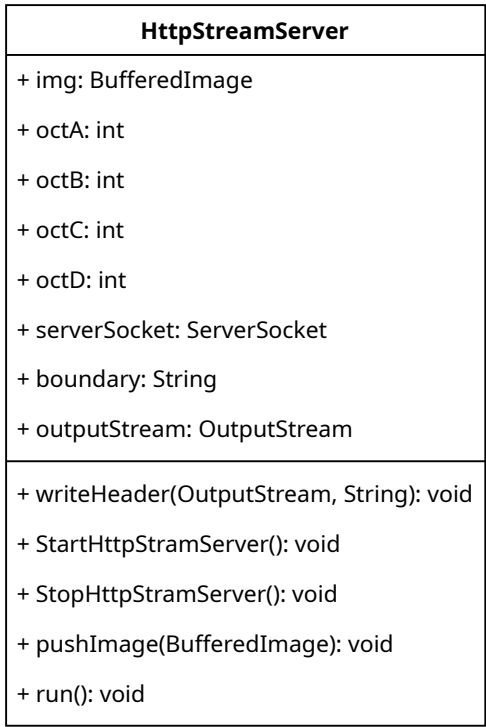 HttpStreamServer
+ img: BufferedImage
+ octA: int
+ octB: int
+ octC: int
+ octD: int
+ serverSocket: ServerSocket
+ boundary: String
+ outputStream: OutputStream
+ writeHeader(OutputStream, String): void
+ StartHttpStramServer(): void
+ StopHttpStramServer(): void
+ pushImage(BufferedImage): void
+ run(): void